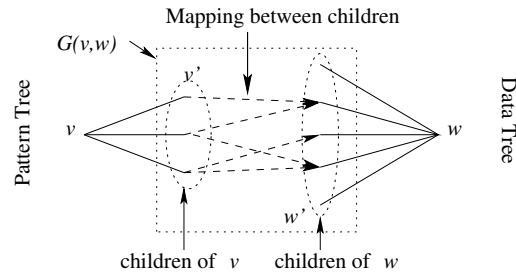 Mapping between children
G(v,w)
v'
Pattern Tree
v
w
Data Tree
w'
children of v
children of w